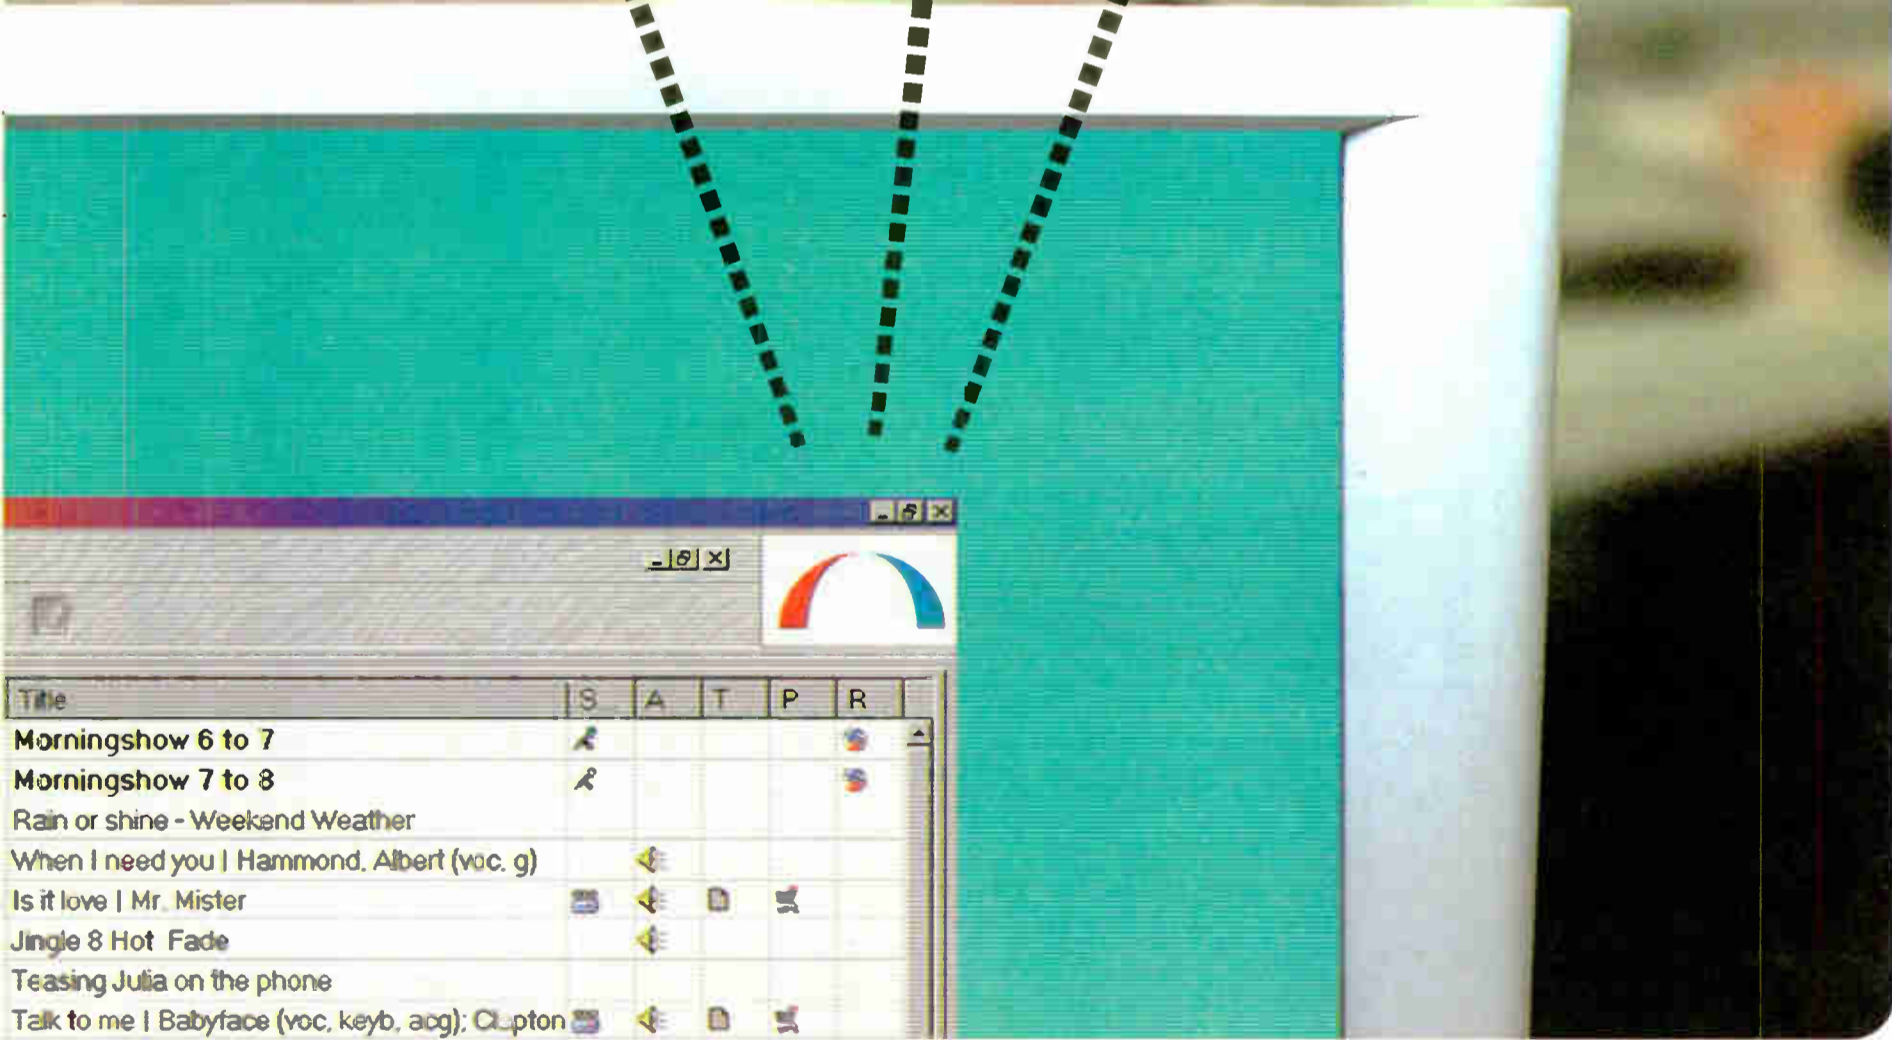 Title S A T P R
Morningshow 6 to 7
Morningshow 7 to 8
Rain or shine - Weekend Weather
When I need you | Hammond, Albert (voc, g)
Is it love | Mr. Mister
Jingle 8 Hot Fade
Teasing Julia on the phone
Talk to me | Babyface (voc, keyb, acg); Clapton